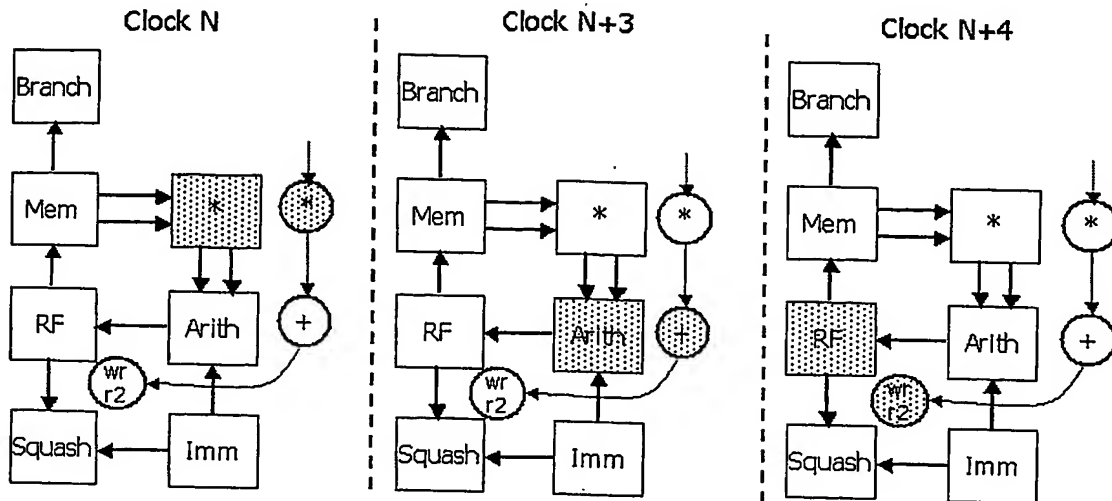 Clock N
Branch
Mem
*
*
RF
Arith
+
wr
r2
Squash
Imm
Clock N+3
Branch
Mem
*
*
RF
Arith
+
wr
r2
Squash
Imm
Clock N+4
Branch
Mem
*
*
RF
Arith
+
wr
r2
Squash
Imm